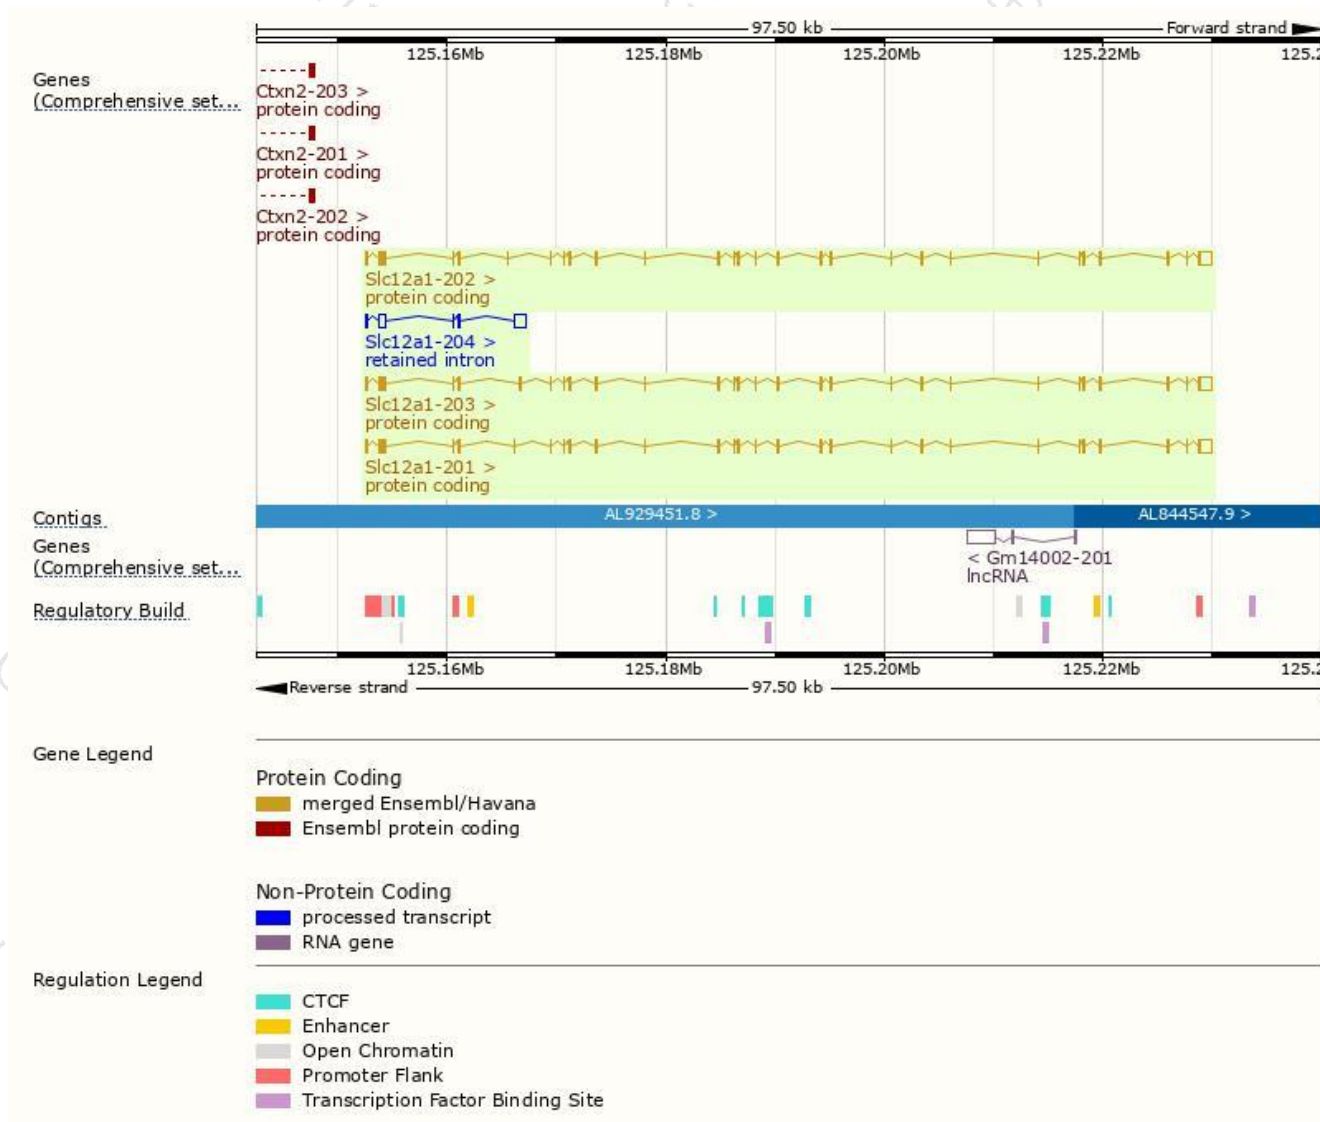 97.50 kb Forward strand
125.16Mb 125.18Mb 125.20Mb 125.22Mb 125.2
Genes
(Comprehensive set...
Ctxn2-203 >
protein coding
Ctxn2-201 >
protein coding
Ctxn2-202 >
protein coding
Slc12a1-202 >
protein coding
Slc12a1-204 >
retained intron
Slc12a1-203 >
protein coding
Slc12a1-201 >
protein coding
Contigs AL929451.8 > AL844547.9 >
Genes
(Comprehensive set...
< Gm14002-201
lncRNA
Regulatory Build
125.16Mb 125.18Mb 125.20Mb 125.22Mb 125.2
Reverse strand 97.50 kb
Gene Legend
Protein Coding
merged Ensembl/Havana
Ensembl protein coding
Non-Protein Coding
processed transcript
RNA gene
Regulation Legend
CTCF
Enhancer
Open Chromatin
Promoter Flank
Transcription Factor Binding Site